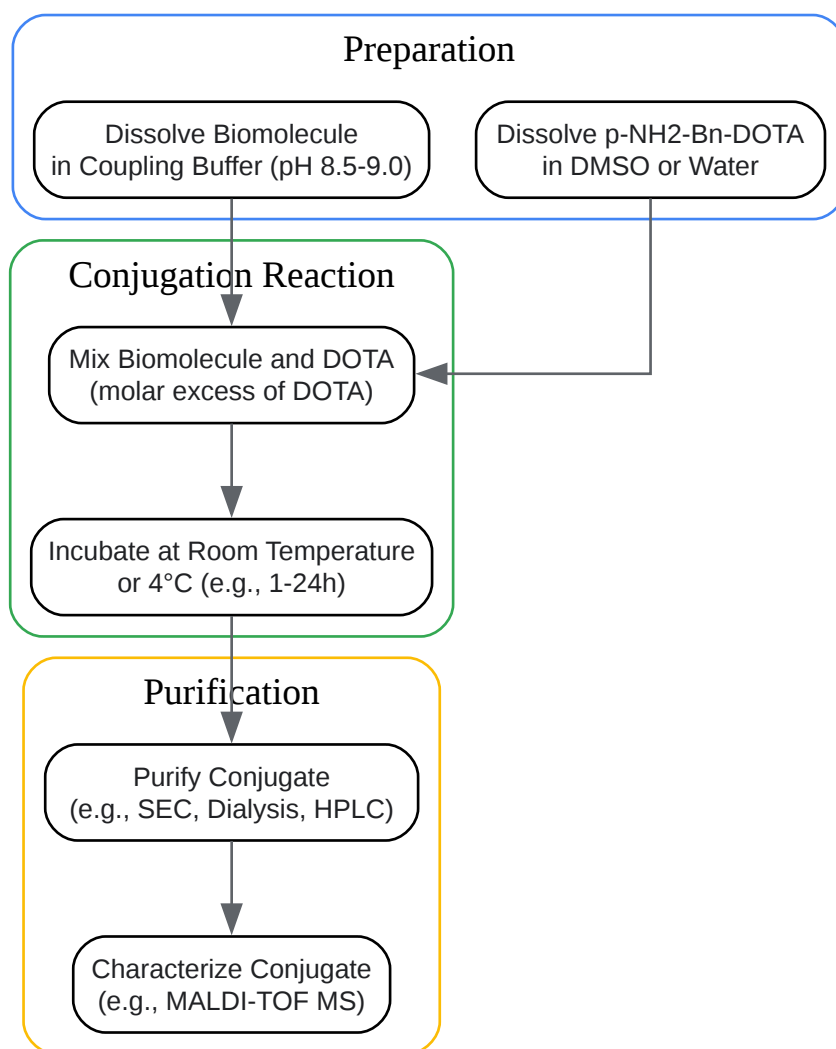 Preparation
Dissolve Biomolecule
in Coupling Buffer (pH 8.5-9.0)
Dissolve p-NH2-Bn-DOTA
in DMSO or Water
Conjugation Reaction
Mix Biomolecule and DOTA
(molar excess of DOTA)
Incubate at Room Temperature
or 4°C (e.g., 1-24h)
Purification
Purify Conjugate
(e.g., SEC, Dialysis, HPLC)
Characterize Conjugate
(e.g., MALDI-TOF MS)